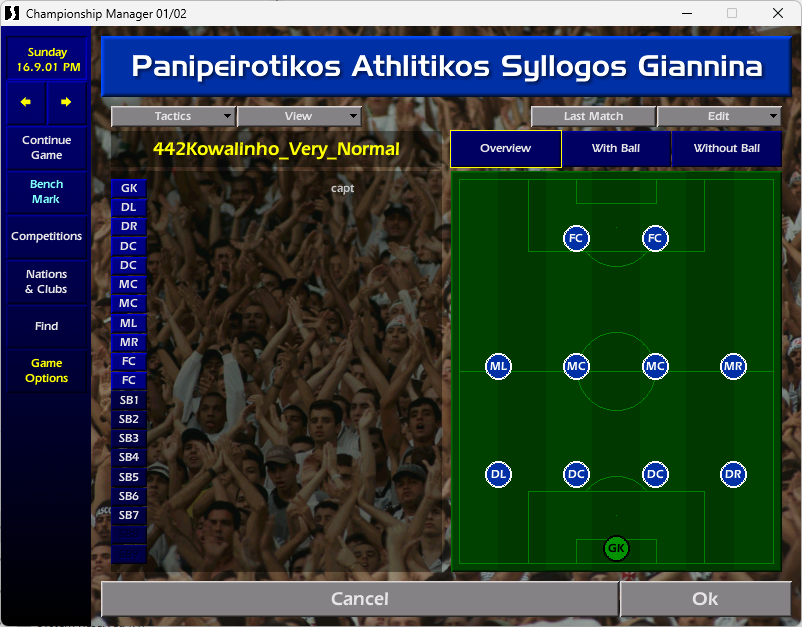 Championship Manager 01/02
Sunday
16.9.01 PM
Continue
Game
Bench
Mark
Competitions
Nations
& Clubs
Find
Game
Options
Panipeirotikos Athlitikos Syllogos Giannina
Tactics
View
Last Match
Edit
442Kowalinho_Very_Normal
Overview
With Ball
Without Ball
GK
capt
DL
DR
DC
DC
MC
MC
ML
MR
FC
FC
SB1
SB2
SB3
SB4
SB5
SB6
SB7
FC FC
ML MC MC MR
DL DC DC DR
GK
Cancel
Ok